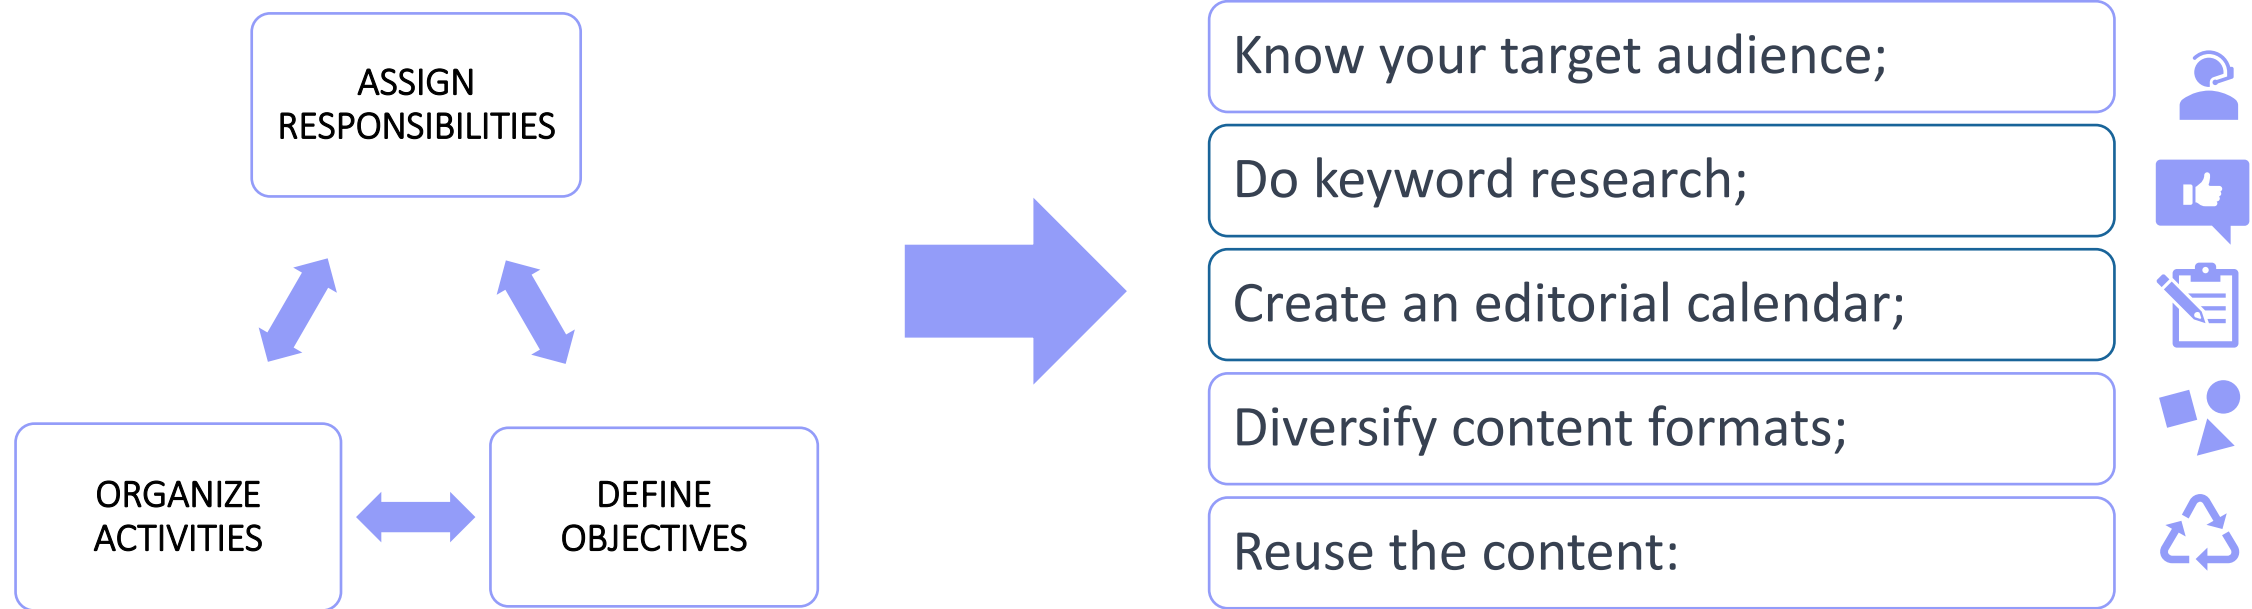 ASSIGN
RESPONSIBILITIES
ORGANIZE
ACTIVITIES
DEFINE
OBJECTIVES
Know your target audience;
Do keyword research;
Create an editorial calendar;
Diversify content formats;
Reuse the content: